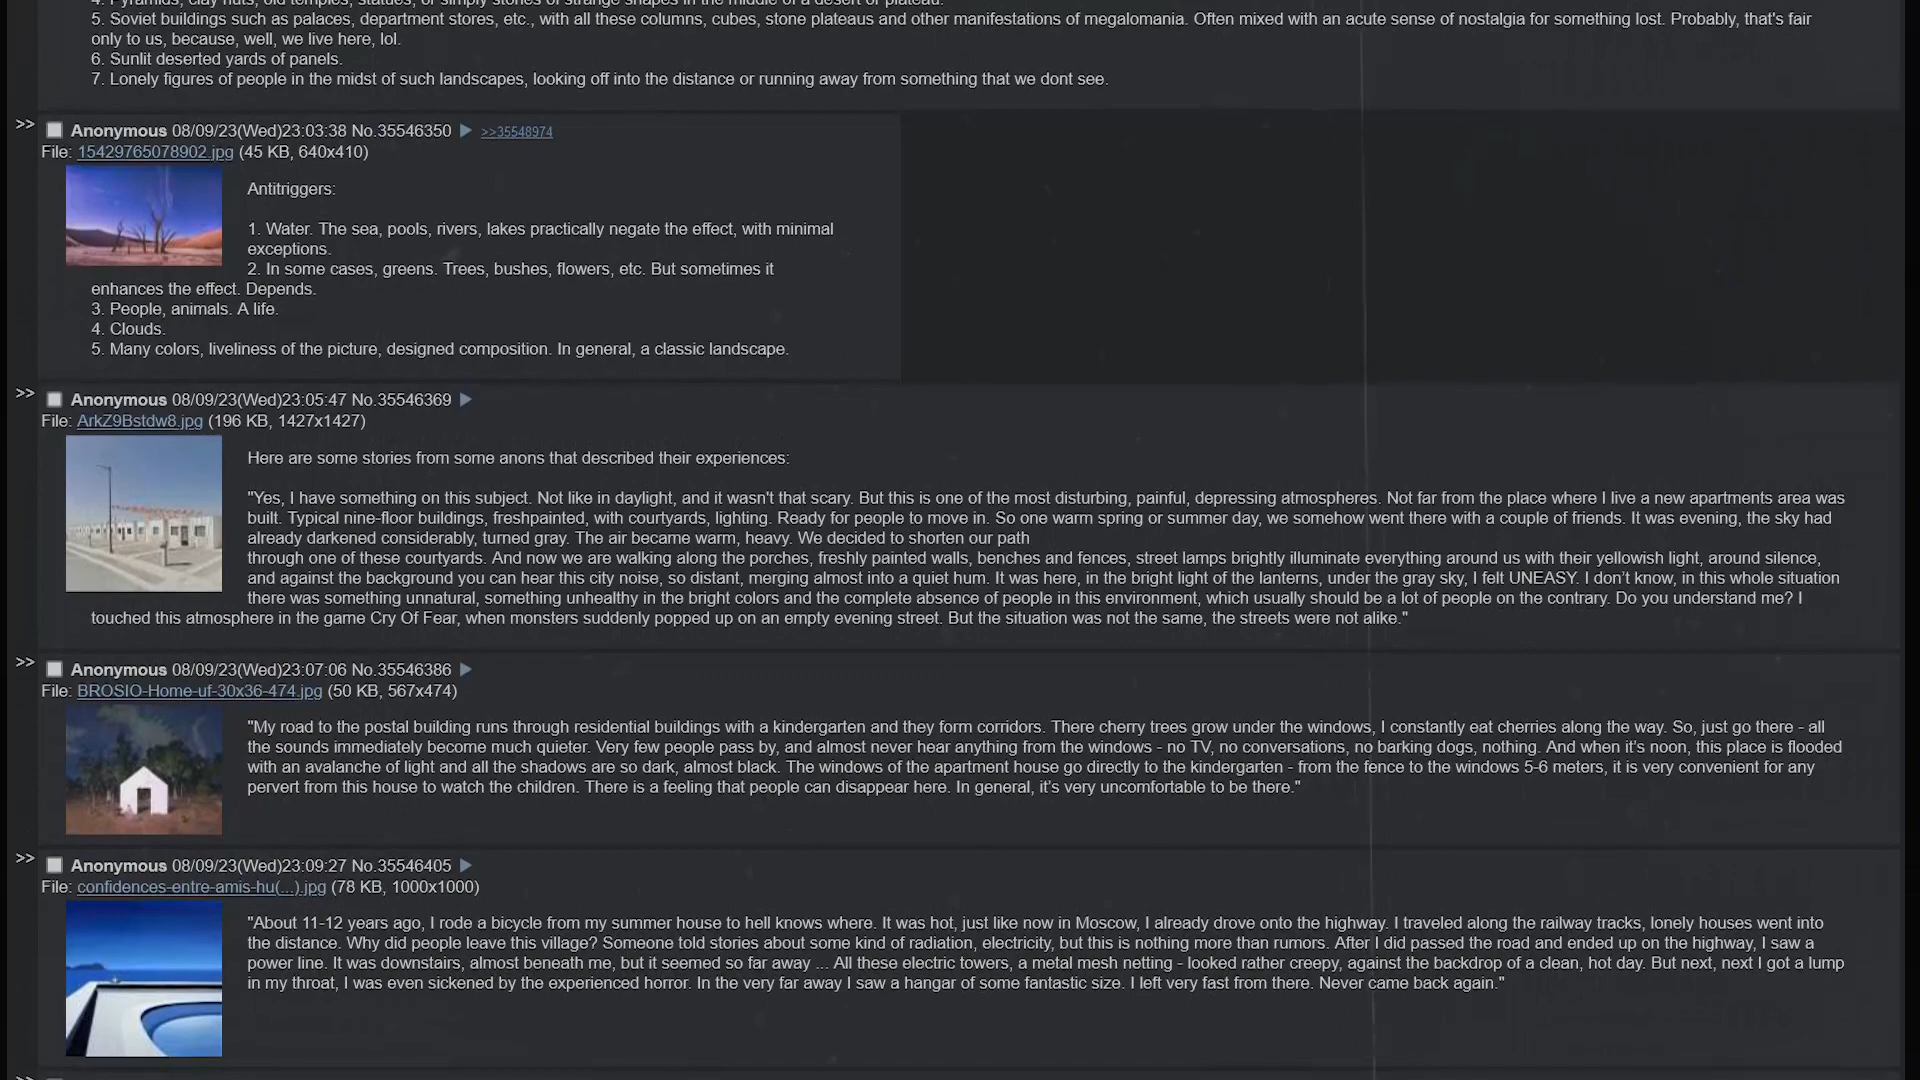 4. Pyramids, clay huts, old temples, statues, or simply stones of strange shapes in the middle of a desert or plateau.
5. Soviet buildings such as palaces, department stores, etc., with all these columns, cubes, stone plateaus and other manifestations of megalomania. Often mixed with an acute sense of nostalgia for something lost. Probably, that's fair
only to us, because, well, we live here, lol.
6. Sunlit deserted yards of panels.
7. Lonely figures of people in the midst of such landscapes, looking off into the distance or running away from something that we dont see.
>> Anonymous 08/09/23(Wed)23:03:38 No.35546350 ▶ >>35548974
File: 15429765078902.jpg (45 KB, 640x410)
Antitriggers:
1. Water. The sea, pools, rivers, lakes practically negate the effect, with minimal
exceptions.
2. In some cases, greens. Trees, bushes, flowers, etc. But sometimes it
enhances the effect. Depends.
3. People, animals. A life.
4. Clouds.
5. Many colors, liveliness of the picture, designed composition. In general, a classic landscape.
>> Anonymous 08/09/23(Wed)23:05:47 No.35546369 ▶
File: ArkZ9Bstdw8.jpg (196 KB, 1427x1427)
Here are some stories from some anons that described their experiences:
"Yes, I have something on this subject. Not like in daylight, and it wasn't that scary. But this is one of the most disturbing, painful, depressing atmospheres. Not far from the place where I live a new apartments area was
built. Typical nine-floor buildings, freshpainted, with courtyards, lighting. Ready for people to move in. So one warm spring or summer day, we somehow went there with a couple of friends. It was evening, the sky had
already darkened considerably, turned gray. The air became warm, heavy. We decided to shorten our path
through one of these courtyards. And now we are walking along the porches, freshly painted walls, benches and fences, street lamps brightly illuminate everything around us with their yellowish light, around silence,
and against the background you can hear this city noise, so distant, merging almost into a quiet hum. It was here, in the bright light of the lanterns, under the gray sky, I felt UNEASY. I don't know, in this whole situation
there was something unnatural, something unhealthy in the bright colors and the complete absence of people in this environment, which usually should be a lot of people on the contrary. Do you understand me? I
touched this atmosphere in the game Cry Of Fear, when monsters suddenly popped up on an empty evening street. But the situation was not the same, the streets were not alike."
>> Anonymous 08/09/23(Wed)23:07:06 No.35546386 ▶
File: BROSIO-Home-uf-30x36-474.jpg (50 KB, 567x474)
"My road to the postal building runs through residential buildings with a kindergarten and they form corridors. There cherry trees grow under the windows, I constantly eat cherries along the way. So, just go there - all
the sounds immediately become much quieter. Very few people pass by, and almost never hear anything from the windows - no TV, no conversations, no barking dogs, nothing. And when it's noon, this place is flooded
with an avalanche of light and all the shadows are so dark, almost black. The windows of the apartment house go directly to the kindergarten - from the fence to the windows 5-6 meters, it is very convenient for any
pervert from this house to watch the children. There is a feeling that people can disappear here. In general, it's very uncomfortable to be there."
>> Anonymous 08/09/23(Wed)23:09:27 No.35546405 ▶
File: confidences-entre-amis-hu(...).jpg (78 KB, 1000x1000)
"About 11-12 years ago, I rode a bicycle from my summer house to hell knows where. It was hot, just like now in Moscow, I already drove onto the highway. I traveled along the railway tracks, lonely houses went into
the distance. Why did people leave this village? Someone told stories about some kind of radiation, electricity, but this is nothing more than rumors. After I did passed the road and ended up on the highway, I saw a
power line. It was downstairs, almost beneath me, but it seemed so far away ... All these electric towers, a metal mesh netting - looked rather creepy, against the backdrop of a clean, hot day. But next, next I got a lump
in my throat, I was even sickened by the experienced horror. In the very far away I saw a hangar of some fantastic size. I left very fast from there. Never came back again."
>>